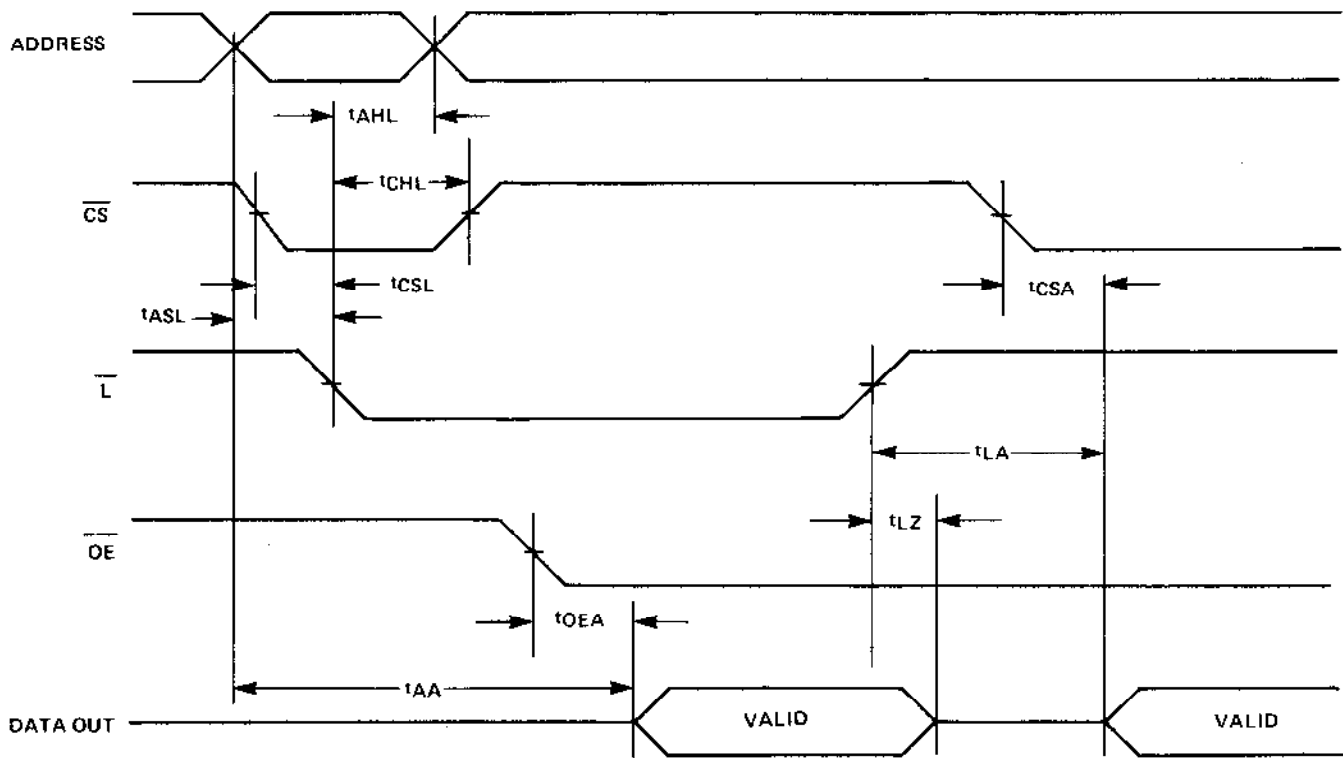 ADDRESS
tAHL
tCHL
CS
tCSL
tCSA
tASL
L
tLA
tLZ
OE
tOEA
tAA
DATA OUT
VALID
VALID